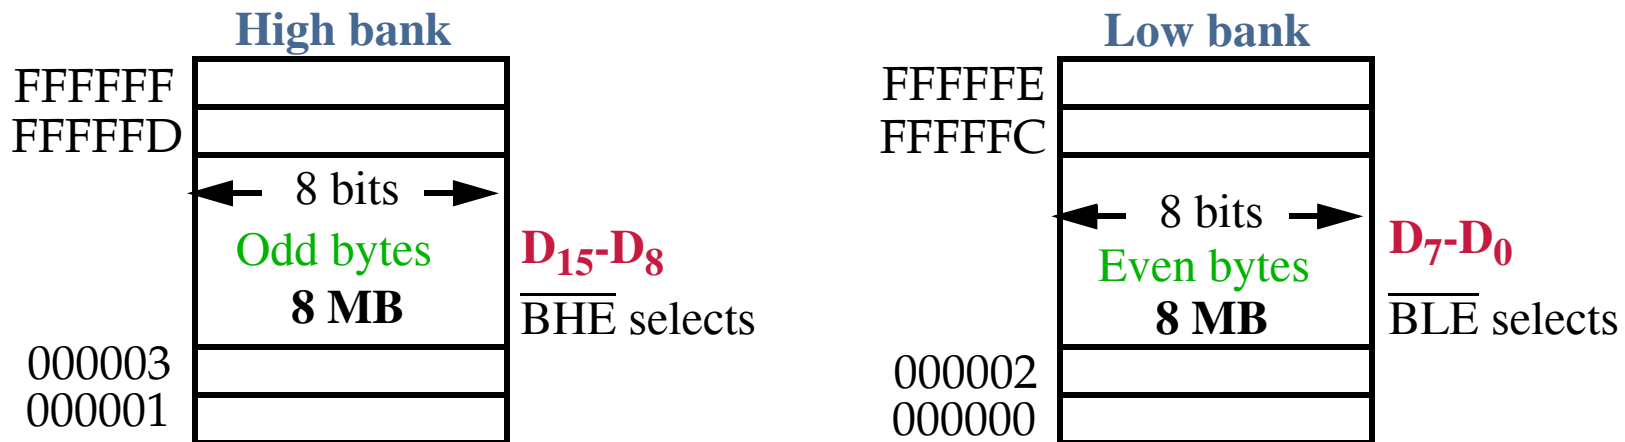 High bank
FFFFFF
FFFFFD
8 bits
Odd bytes
8 MB
D15-D8
BHE selects
000003
000001
Low bank
FFFFFE
FFFFFC
8 bits
Even bytes
8 MB
D7-D0
BLE selects
000002
000000